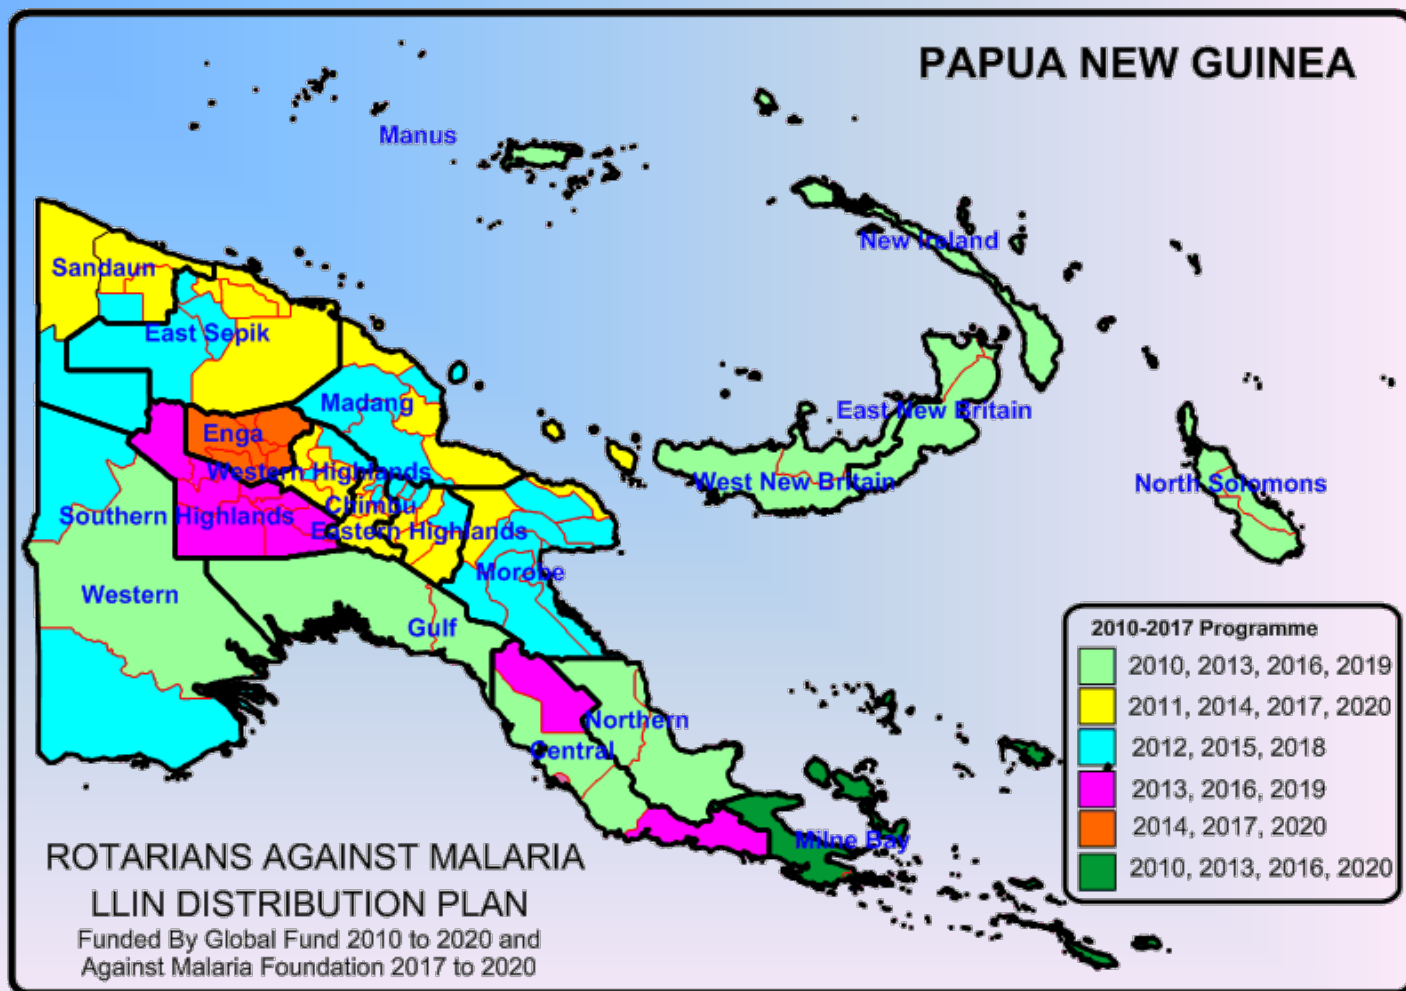 PAPUA NEW GUINEA
Manus
New Ireland
Sandaun
East Sepik
Madang
East New Britain
Enga
Western Highlands
West New Britain
North Solomons
Chimbu
Southern Highlands
Eastern Highlands
Morobe
Western
Gulf
Northern
Central
Milne Bay
2010-2017 Programme
2010, 2013, 2016, 2019
2011, 2014, 2017, 2020
2012, 2015, 2018
2013, 2016, 2019
2014, 2017, 2020
2010, 2013, 2016, 2020
ROTARIANS AGAINST MALARIA
LLIN DISTRIBUTION PLAN
Funded By Global Fund 2010 to 2020 and
Against Malaria Foundation 2017 to 2020